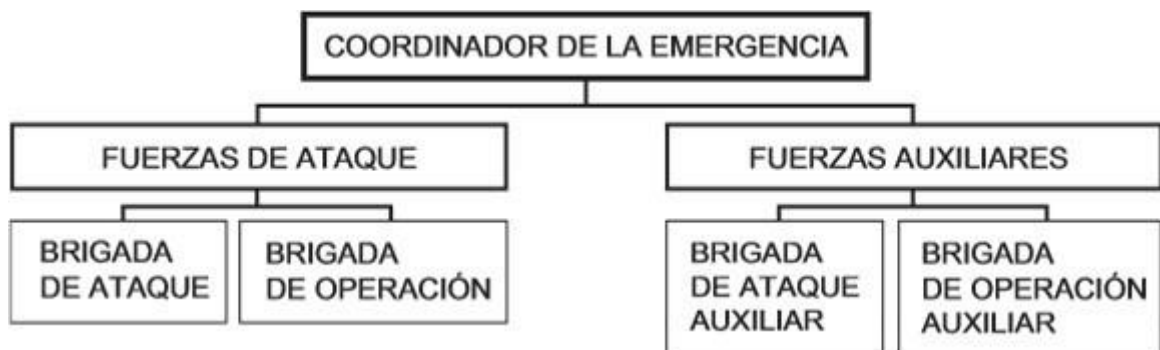 COORDINADOR DE LA EMERGENCIA
FUERZAS DE ATAQUE
FUERZAS AUXILIARES
BRIGADA
DE ATAQUE
BRIGADA
DE OPERACIÓN
BRIGADA
DE ATAQUE
AUXILIAR
BRIGADA
DE OPERACIÓN
AUXILIAR